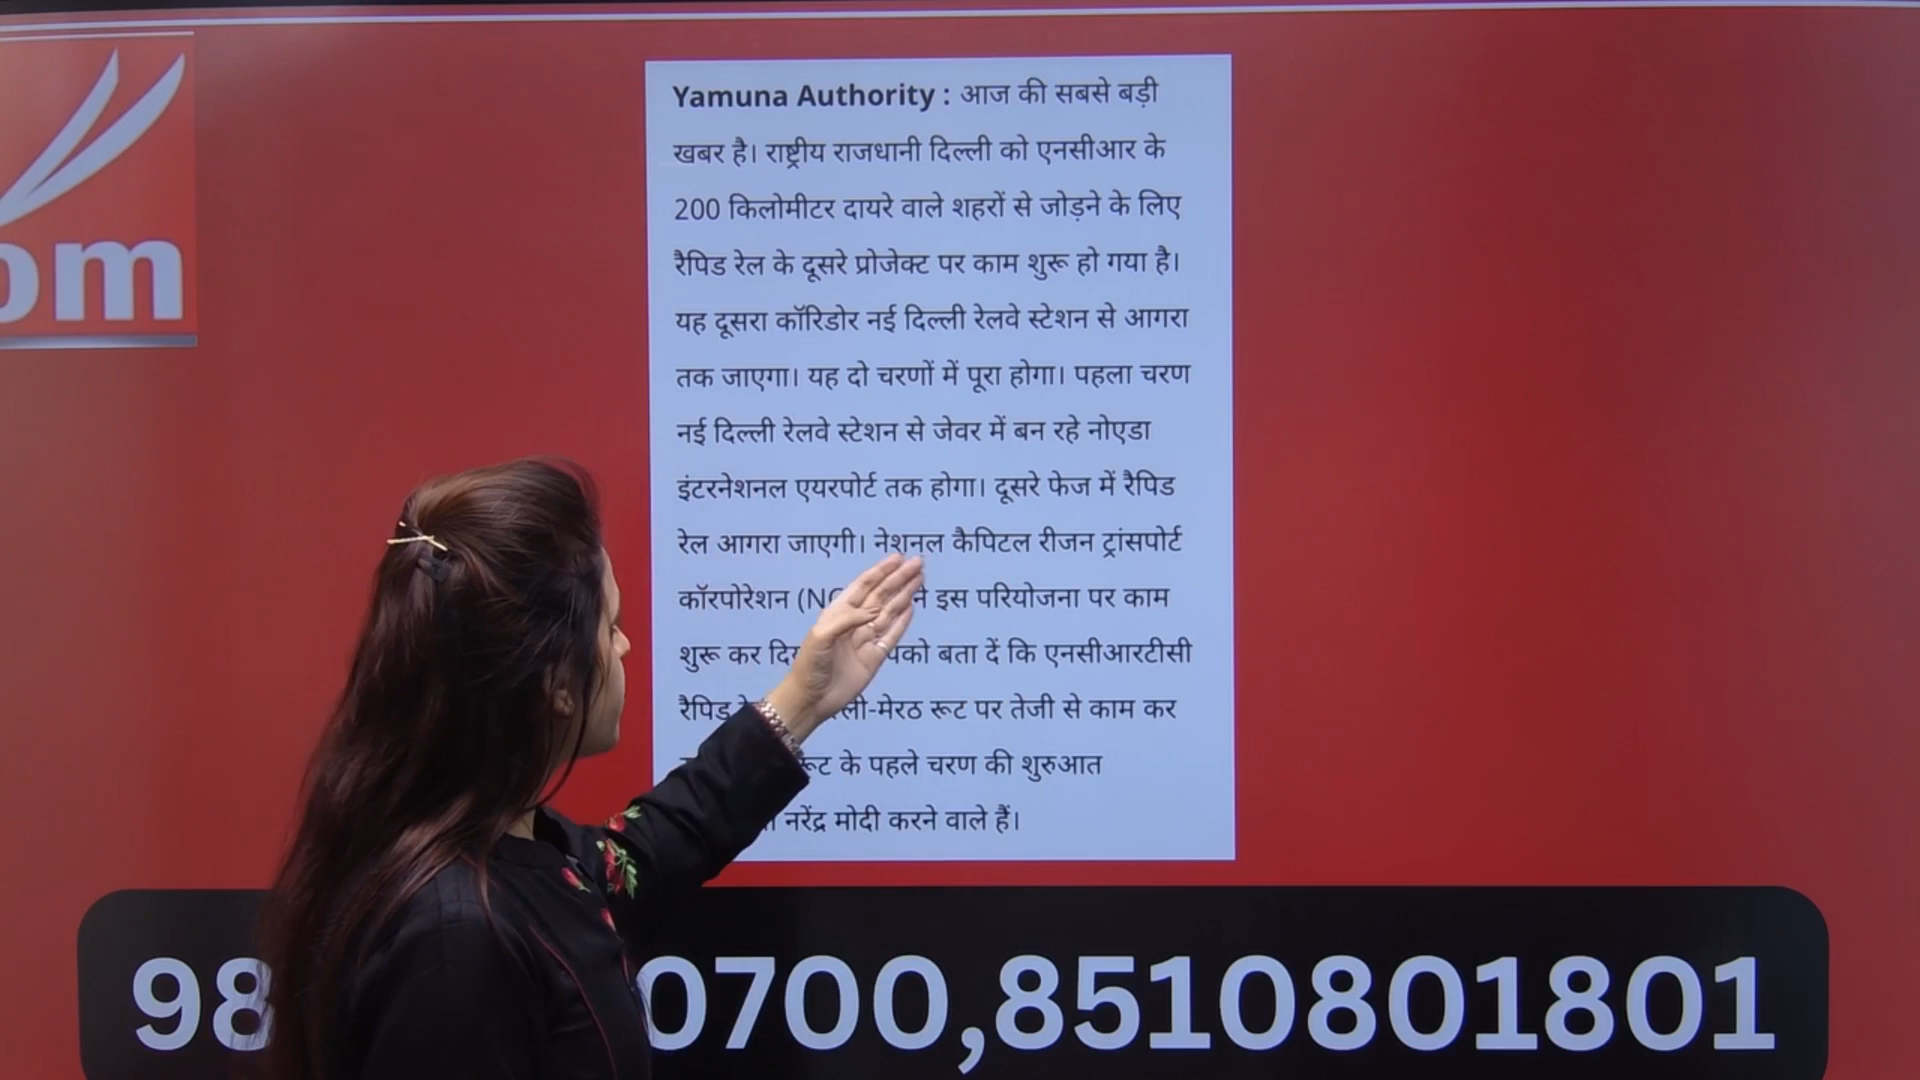 om
Yamuna Authority : आज की सबसे बड़ी
खबर है। राष्ट्रीय राजधानी दिल्ली को एनसीआर के
200 किलोमीटर दायरे वाले शहरों से जोड़ने के लिए
रैपिड रेल के दूसरे प्रोजेक्ट पर काम शुरू हो गया है।
यह दूसरा कॉरिडोर नई दिल्ली रेलवे स्टेशन से आगरा
तक जाएगा। यह दो चरणों में पूरा होगा। पहला चरण
नई दिल्ली रेलवे स्टेशन से जेवर में बन रहे नोएडा
इंटरनेशनल एयरपोर्ट तक होगा। दूसरे फेज में रैपिड
रेल आगरा जाएगी। नेशनल कैपिटल रीजन ट्रांसपोर्ट
कॉरपोरेशन ने इस परियोजना पर काम
शुरू कर दें कि एनसीआरटीसी
रैपिड मेरठ रूट पर तेजी से काम कर
रूट के पहले चरण की शुरुआत
नरेंद्र मोदी करने वाले हैं।
98 0700,8510801801